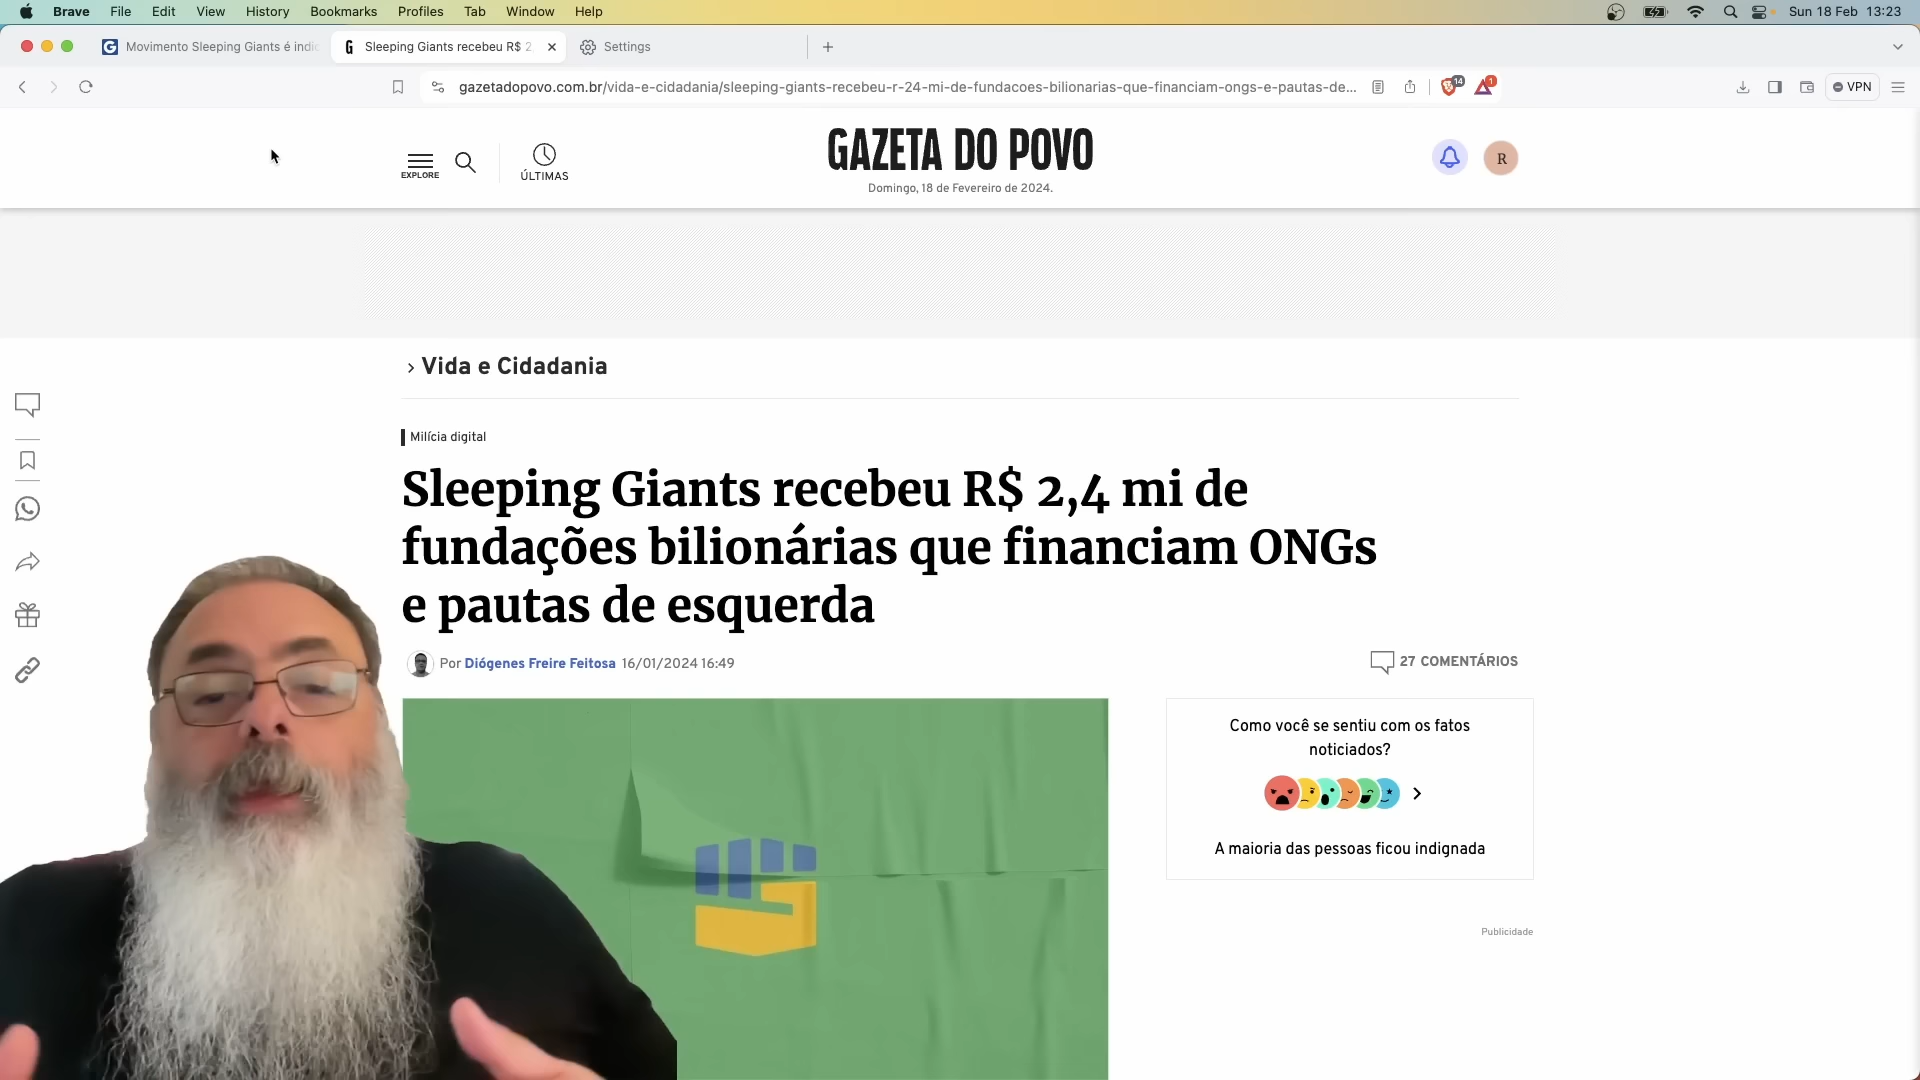 Brave File Edit View History Bookmarks Profiles Tab Window Help
Sun 18 Feb 13:23
Movimento Sleeping Giants é indic
Sleeping Giants recebeu R$ 2
Settings
gazetadopovo.com.br/vida-e-cidadania/sleeping-giants-recebeu-r-24-mi-de-fundacoes-bilionarias-que-financiam-ongs-e-pautas-de...
14
1
VPN
EXPLORE
ÚLTIMAS
GAZETA DO POVO
Domingo, 18 de Fevereiro de 2024.
R
Vida e Cidadania
Milícia digital
Sleeping Giants recebeu R$ 2,4 mi de
fundações bilionárias que financiam ONGs
e pautas de esquerda
Por Diógenes Freire Feitosa 16/01/2024 16:49
27 COMENTÁRIOS
Como você se sentiu com os fatos
noticiados?
A maioria das pessoas ficou indignada
Publicidade